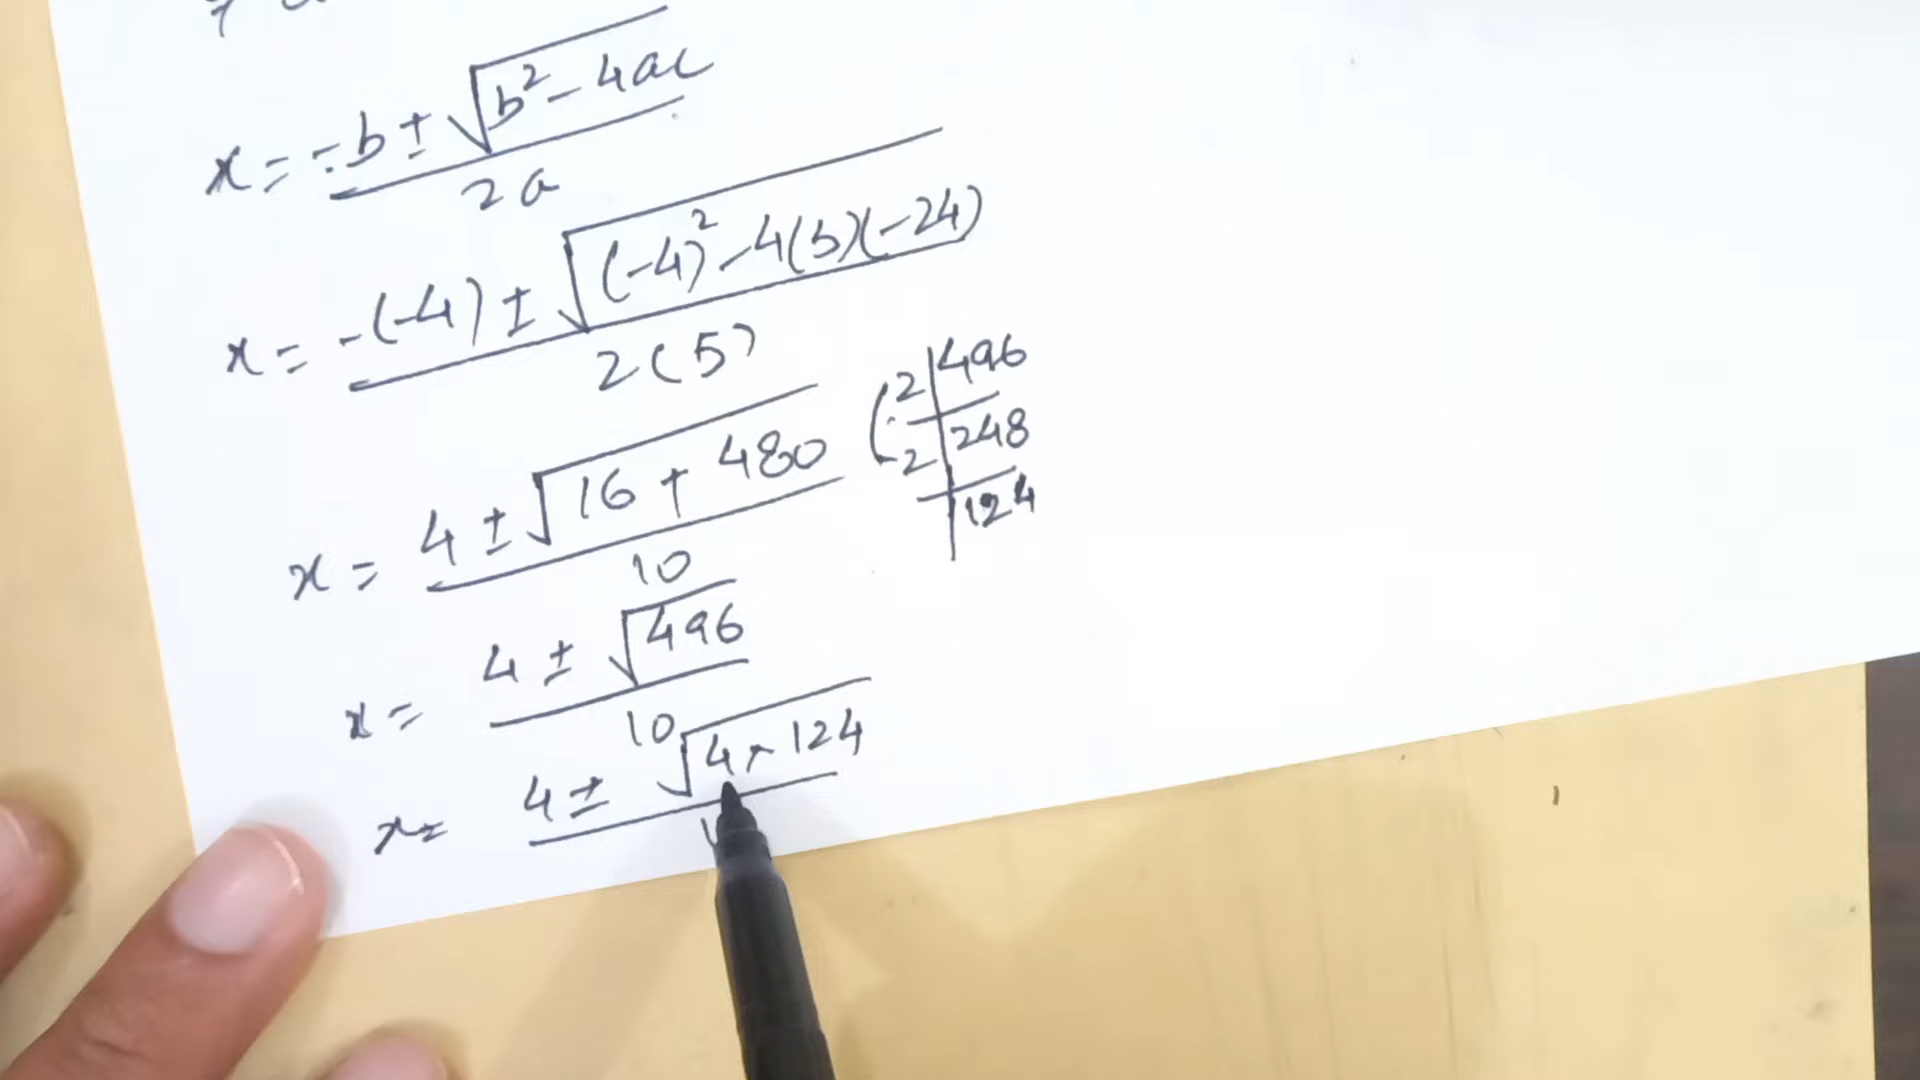 x = -b ± √b² - 4ac
2a
x = -(-4) ± √(-4)² - 4(5)(-24)
2(5)
x = 4 ± √16 + 480
10
2 | 496
2 | 248
| 124
x = 4 ± √496
10
x = 4 ± √4 × 124